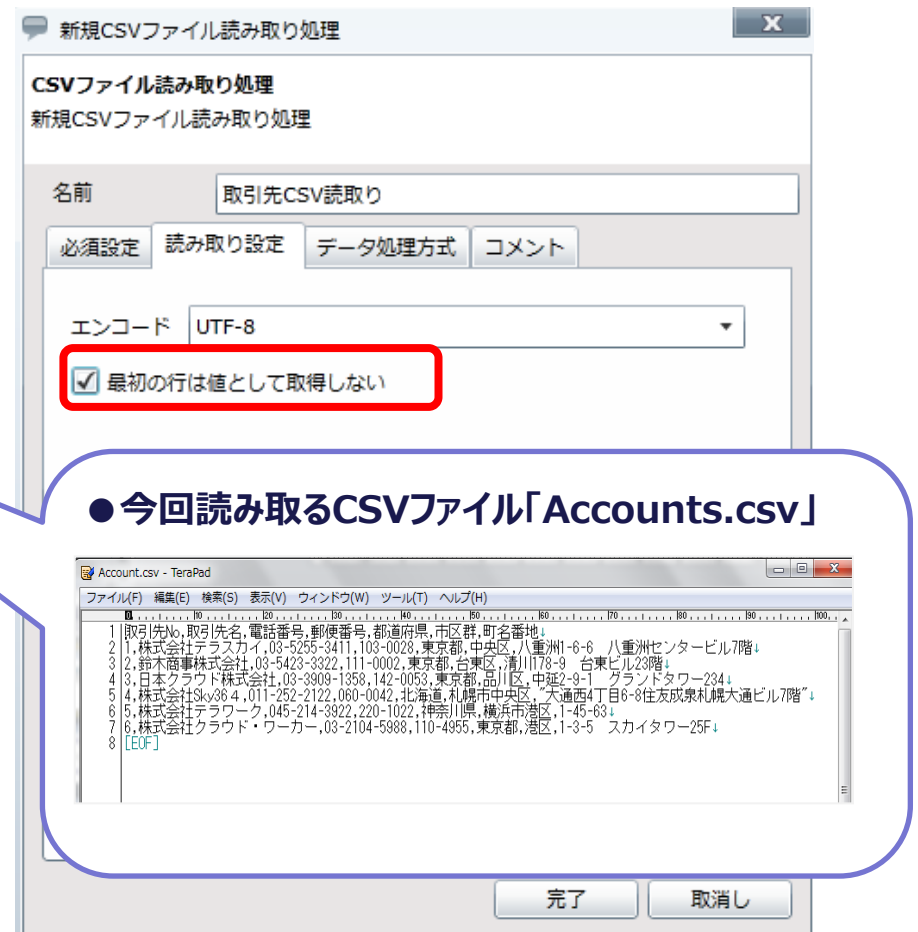 新規CSVファイル読み取り処理
X
CSVファイル読み取り処理
新規CSVファイル読み取り処理
名前 取引先CSV読取り
必須設定 読み取り設定 データ処理方式 コメント
エンコード UTF-8
最初の行は値として取得しない
●今回読み取るCSVファイル「Accounts.csv」
Account.csv - TeraPad
ファイル(F) 編集(E) 検索(S) 表示(V) ウィンドウ(W) ツール(T) ヘルプ(H)
0 10 20 30 40 50 60 70 80 90 100
1 取引先No,取引先名,電話番号,郵便番号,都道府県,市区群,町名番地↓
2 1,株式会社テラスカイ,03-5255-3411,103-0028,東京都,中央区,八重洲1-6-6 八重洲センタービル7階↓
3 2,鈴木商事株式会社,03-5423-3322,111-0002,東京都,台東区,清川178-9 台東ビル23階↓
4 3,日本クラウド株式会社,03-3909-1358,142-0053,東京都,品川区,中延2-9-1 グランドタワー234↓
5 4,株式会社Sky364,011-252-2122,060-0042,北海道,札幌市中央区,"大通西4丁目6-8住友成泉札幌大通ビル7階"↓
6 5,株式会社テラワーク,045-214-3922,220-1022,神奈川県,横浜市港区,1-45-63↓
7 6,株式会社クラウド・ワーカー,03-2104-5988,110-4955,東京都,港区,1-3-5 スカイタワー25F↓
8 [EOF]
完了 取消し